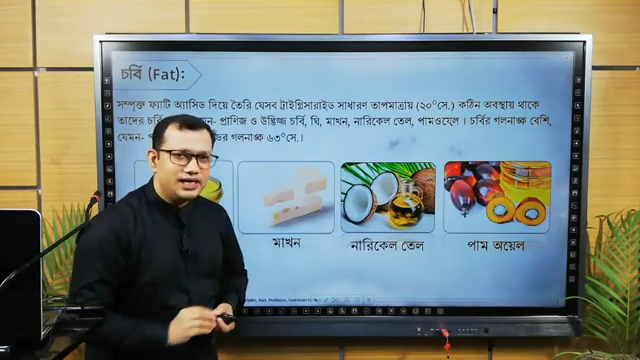 চর্বি (Fat):
সম্পৃক্ত ফ্যাটি অ্যাসিড দিয়ে তৈরি যেসব ট্রাইগ্লিসারাইড সাধারণ তাপমাত্রায় (২০°সে.) কঠিন অবস্থায় থাকে
তাদের চর্বি প্রাণিজ ও উদ্ভিজ্জ চর্বি, ঘি, মাখন, নারিকেল তেল, পামওয়েল। চর্বির গলনাঙ্ক বেশি,
যেমন- গলনাঙ্ক ৬৩°সে.।
মাখন
নারিকেল তেল
পাম অয়েল
Professor,